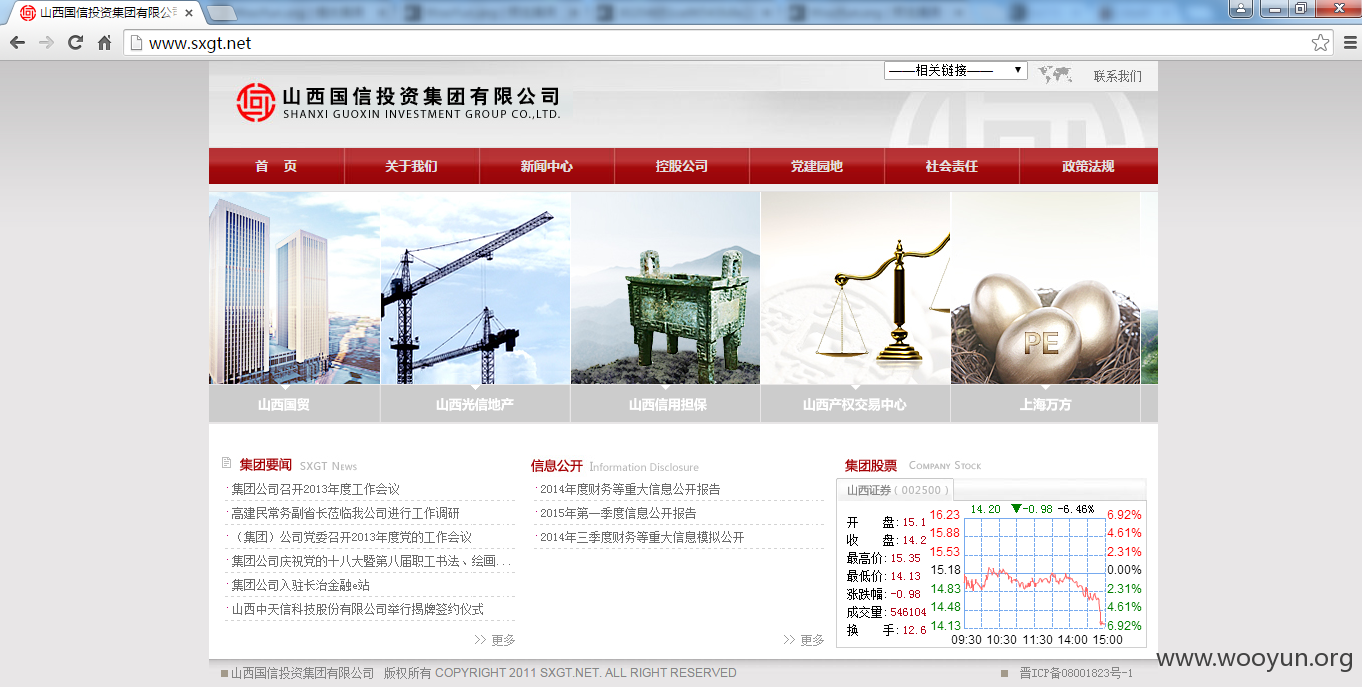 山西国信投资集团有限公司
www.sxgt.net
——相关链接——
联系我们
山西国信投资集团有限公司
SHANXI GUOXIN INVESTMENT GROUP CO.,LTD.
首 页 关于我们 新闻中心 控股公司 党建园地 社会责任 政策法规
PE
山西国贸 山西光信地产 山西信用担保 山西产权交易中心 上海万方
集团要闻 SXGT News
·集团公司召开2013年度工作会议
·高建民常务副省长莅临我公司进行工作调研
·（集团）公司党委召开2013年度党的工作会议
·集团公司庆祝党的十八大暨第八届职工书法、绘画...
·集团公司入驻长治金融e站
·山西中天信科技股份有限公司举行揭牌签约仪式
>> 更多
信息公开 Information Disclosure
·2014年度财务等重大信息公开报告
·2015年第一季度信息公开报告
·2014年三季度财务等重大信息模拟公开
>> 更多
集团股票 Company Stock
山西证券 ( 002500 )
14.20 ▼-0.98 -6.46%
开 盘: 15.1
收 盘: 14.2
最高价: 15.35
最低价: 14.13
涨跌幅: -0.98
成交量: 546104
换 手: 12.6
16.23 6.92%
15.88 4.61%
15.53 2.31%
15.18 0.00%
14.83 2.31%
14.48 4.61%
14.13 6.92%
09:30 10:30 11:30 14:00 15:00
www.wooyun.org
山西国信投资集团有限公司 版权所有 COPYRIGHT 2011 SXGT.NET. ALL RIGHT RESERVED
晋ICP备08001823号-1